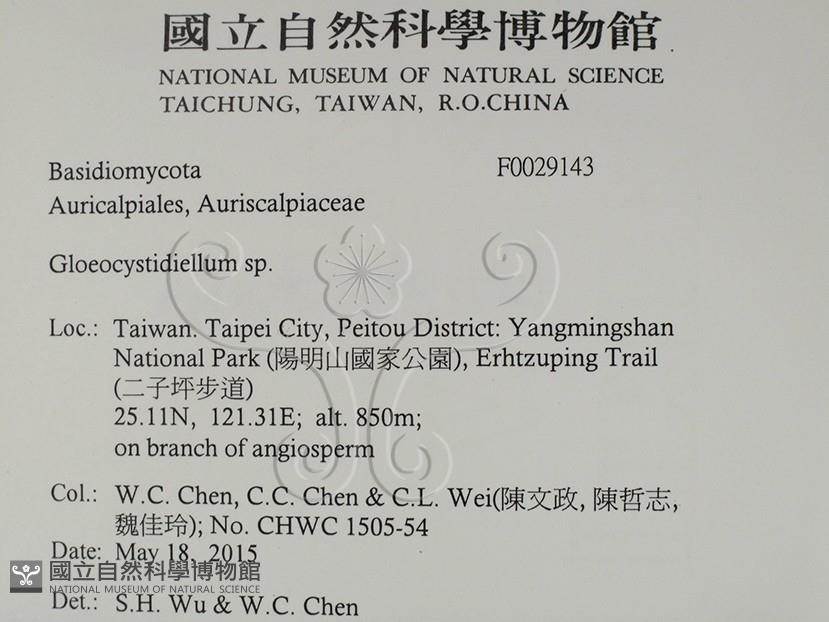 國立自然科學博物館
NATIONAL MUSEUM OF NATURAL SCIENCE
TAICHUNG, TAIWAN, R.O.CHINA
Basidiomycota F0029143
Auricalpiales, Auriscalpiaceae
Gloeocystidiellum sp.
Loc.: Taiwan. Taipei City, Peitou District: Yangmingshan
National Park (陽明山國家公園), Erhtzuping Trail
(二子坪步道)
25.11N, 121.31E; alt. 850m;
on branch of angiosperm
Col.: W.C. Chen, C.C. Chen & C.L. Wei(陳文政, 陳哲志,
魏佳玲); No. CHWC 1505-54
Date: May 18, 2015
國立自然科學博物館
NATIONAL MUSEUM OF NATURAL SCIENCE
Det.: S.H. Wu & W.C. Chen